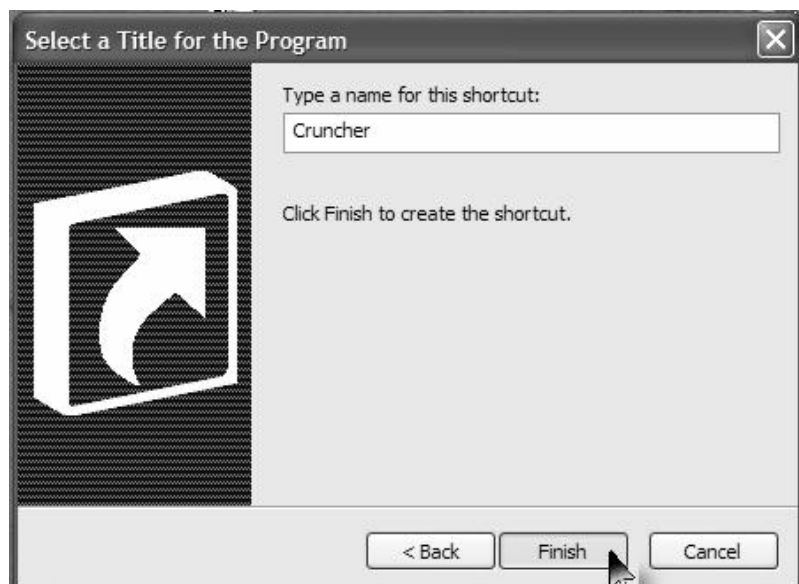 Select a Title for the Program
Type a name for this shortcut:
Cruncher
Click Finish to create the shortcut.
< Back
Finish
Cancel